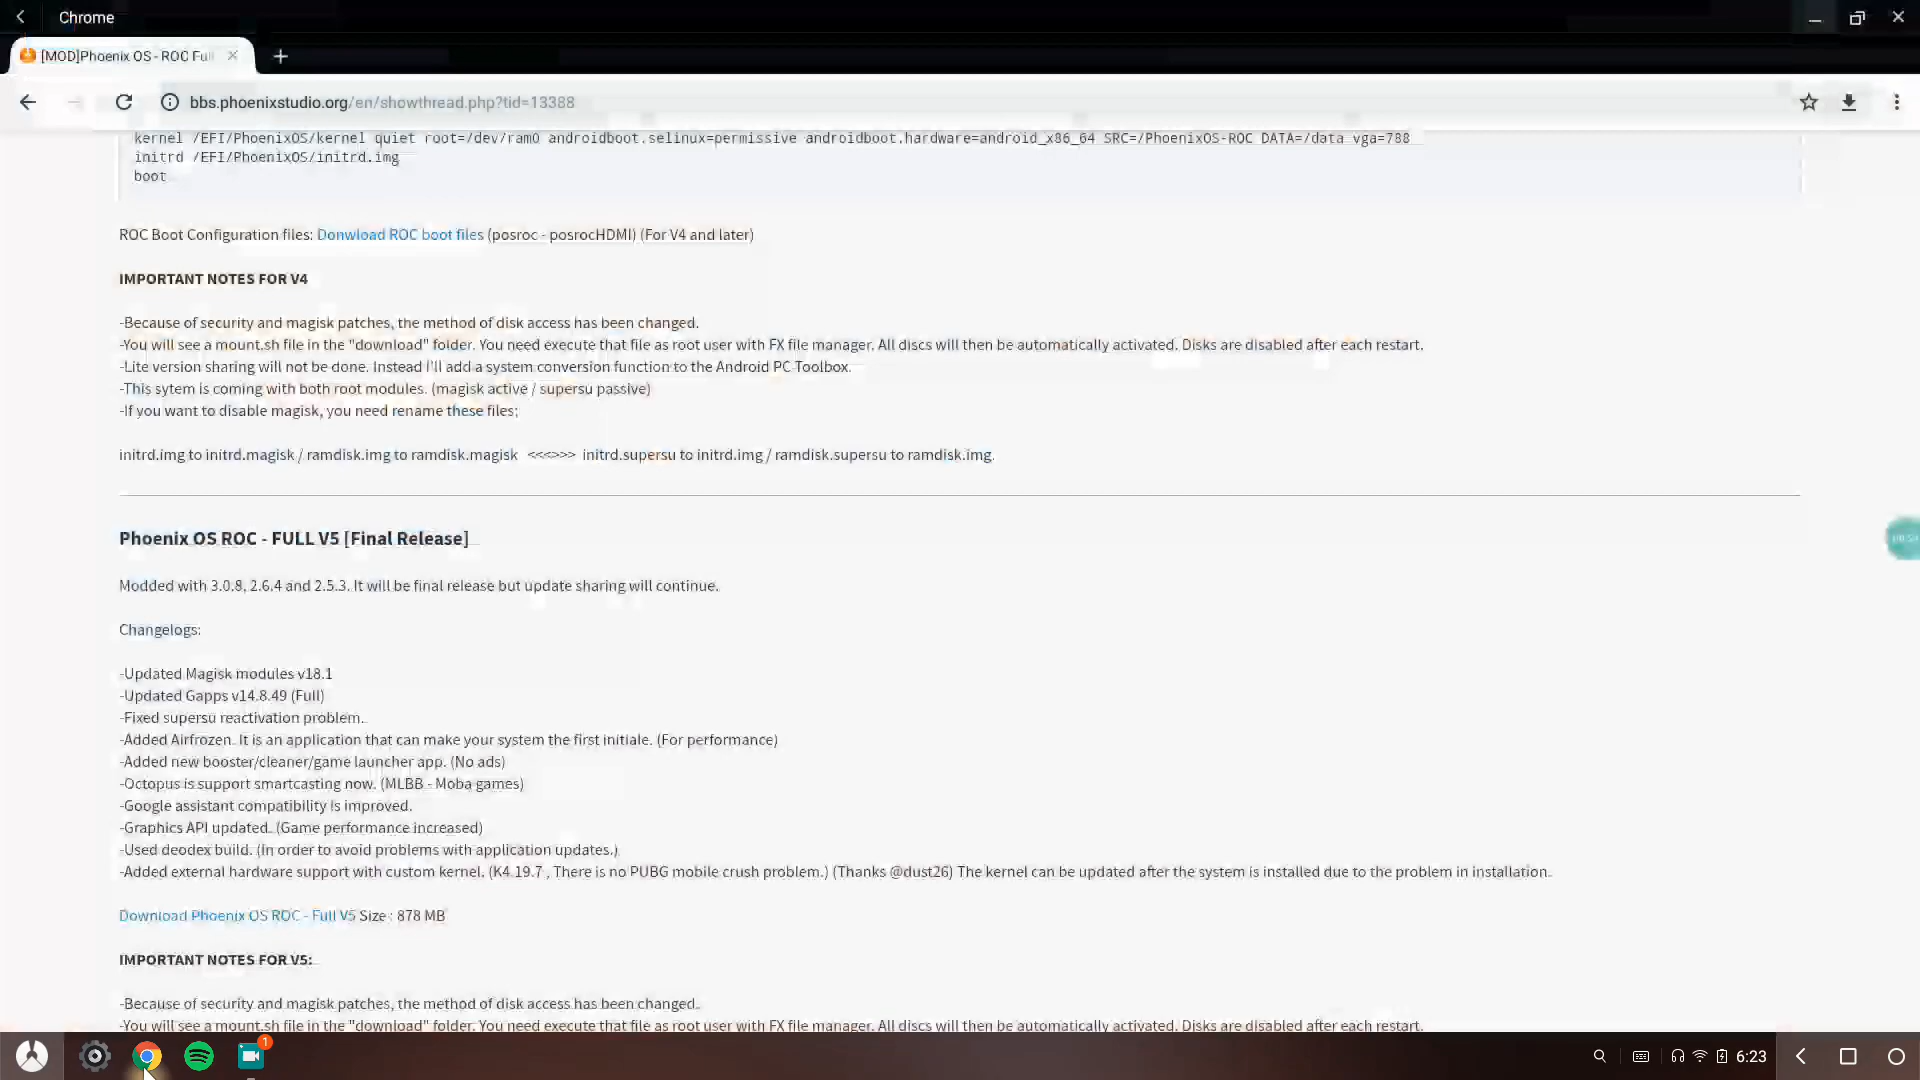 Chrome
[MOD]Phoenix OS - ROC Ful
bbs.phoenixstudio.org/en/showthread.php?tid=13388
kernel /EFI/PhoenixOS/kernel quiet root=/dev/ram0 androidboot.selinux=permissive androidboot.hardware=android_x86_64 SRC=/PhoenixOS-ROC DATA=/data vga=788
initrd /EFI/PhoenixOS/initrd.img
boot
ROC Boot Configuration files: Donwload ROC boot files (posroc - posrocHDMI) (For V4 and later)
IMPORTANT NOTES FOR V4
-Because of security and magisk patches, the method of disk access has been changed.
-You will see a mount.sh file in the "download" folder. You need execute that file as root user with FX file manager. All discs will then be automatically activated. Disks are disabled after each restart.
-Lite version sharing will not be done. Instead I'll add a system conversion function to the Android PC Toolbox.
-This sytem is coming with both root modules. (magisk active / supersu passive)
-If you want to disable magisk, you need rename these files;
initrd.img to initrd.magisk / ramdisk.img to ramdisk.magisk <<<>>> initrd.supersu to initrd.img / ramdisk.supersu to ramdisk.img.
Phoenix OS ROC - FULL V5 [Final Release]
Modded with 3.0.8, 2.6.4 and 2.5.3. It will be final release but update sharing will continue.
Changelogs:
-Updated Magisk modules v18.1
-Updated Gapps v14.8.49 (Full)
-Fixed supersu reactivation problem.
-Added Airfrozen. It is an application that can make your system the first initiale. (For performance)
-Added new booster/cleaner/game launcher app. (No ads)
-Octopus is support smartcasting now. (MLBB - Moba games)
-Google assistant compatibility is improved.
-Graphics API updated. (Game performance increased)
-Used deodex build. (In order to avoid problems with application updates.)
-Added external hardware support with custom kernel. (K4.19.7 , There is no PUBG mobile crush problem.) (Thanks @dust26) The kernel can be updated after the system is installed due to the problem in installation.
Download Phoenix OS ROC - Full V5 Size : 878 MB
IMPORTANT NOTES FOR V5:
-Because of security and magisk patches, the method of disk access has been changed.
-You will see a mount.sh file in the "download" folder. You need execute that file as root user with FX file manager. All discs will then be automatically activated. Disks are disabled after each restart.
1
6:23